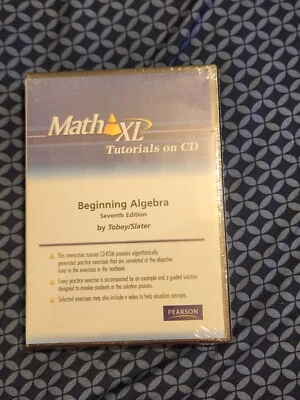 Math XL
Tutorials on CD
Beginning Algebra
Seventh Edition
by Tobey/Slater
This interactive tutorial CD-ROM provides algorithmically
generated practice exercises that are correlated at the objective
level to the exercises in the textbook.
Every practice exercise is accompanied by an example and a guided solution
designed to involve students in the solution process.
Selected exercises may also include a video to help visualize concepts.
PEARSON